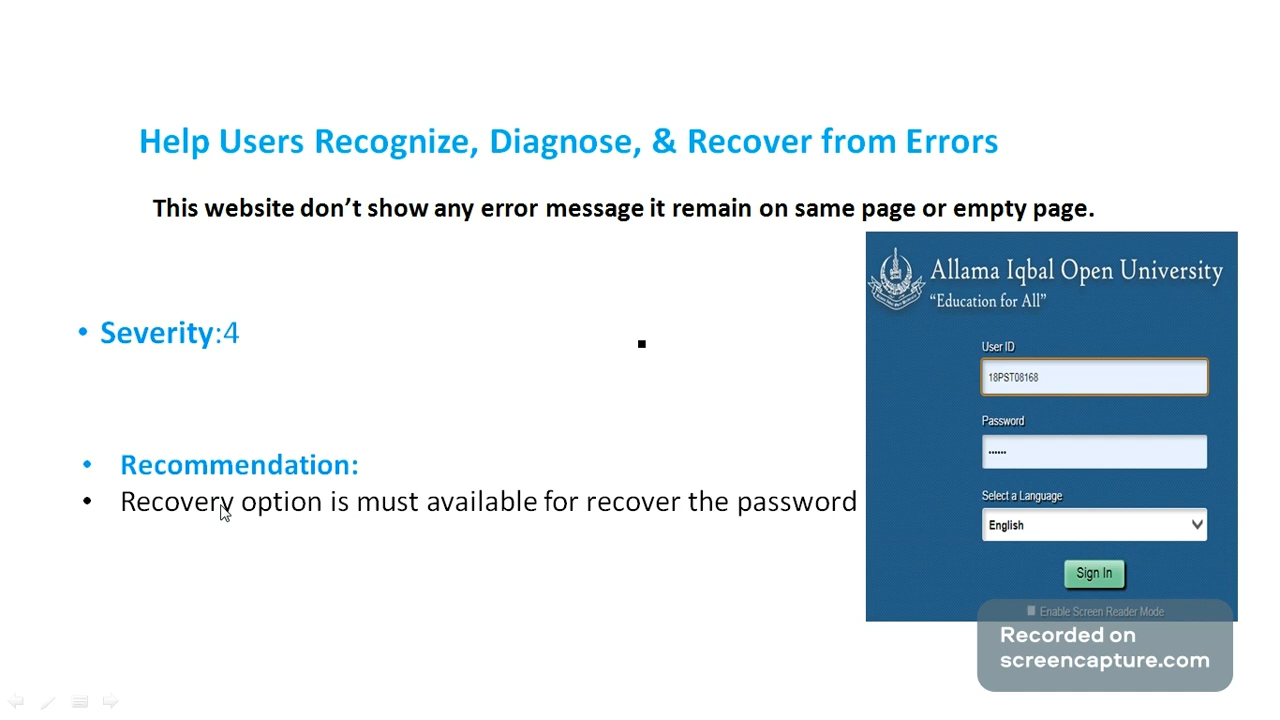 Help Users Recognize, Diagnose, & Recover from Errors
This website don’t show any error message it remain on same page or empty page.
Allama Iqbal Open University
“Education for All”
• Severity:4
User ID
18PST08168
Password
••••••
• Recommendation:
• Recovery option is must available for recover the password
Select a Language
English
Sign In
Enable Screen Reader Mode
Recorded on
screencapture.com